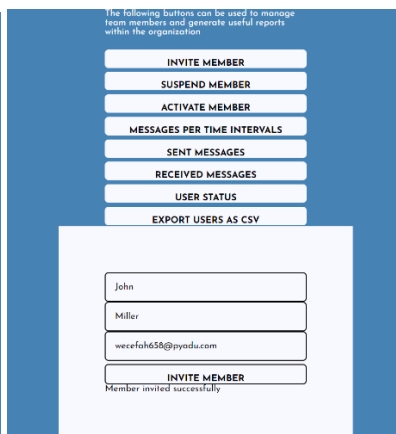 The following buttons can be used to manage
team members and generate useful reports
within the organization
INVITE MEMBER
SUSPEND MEMBER
ACTIVATE MEMBER
MESSAGES PER TIME INTERVALS
SENT MESSAGES
RECEIVED MESSAGES
USER STATUS
EXPORT USERS AS CSV
John
Miller
wecefah658@pyadu.com
INVITE MEMBER
Member invited successfully